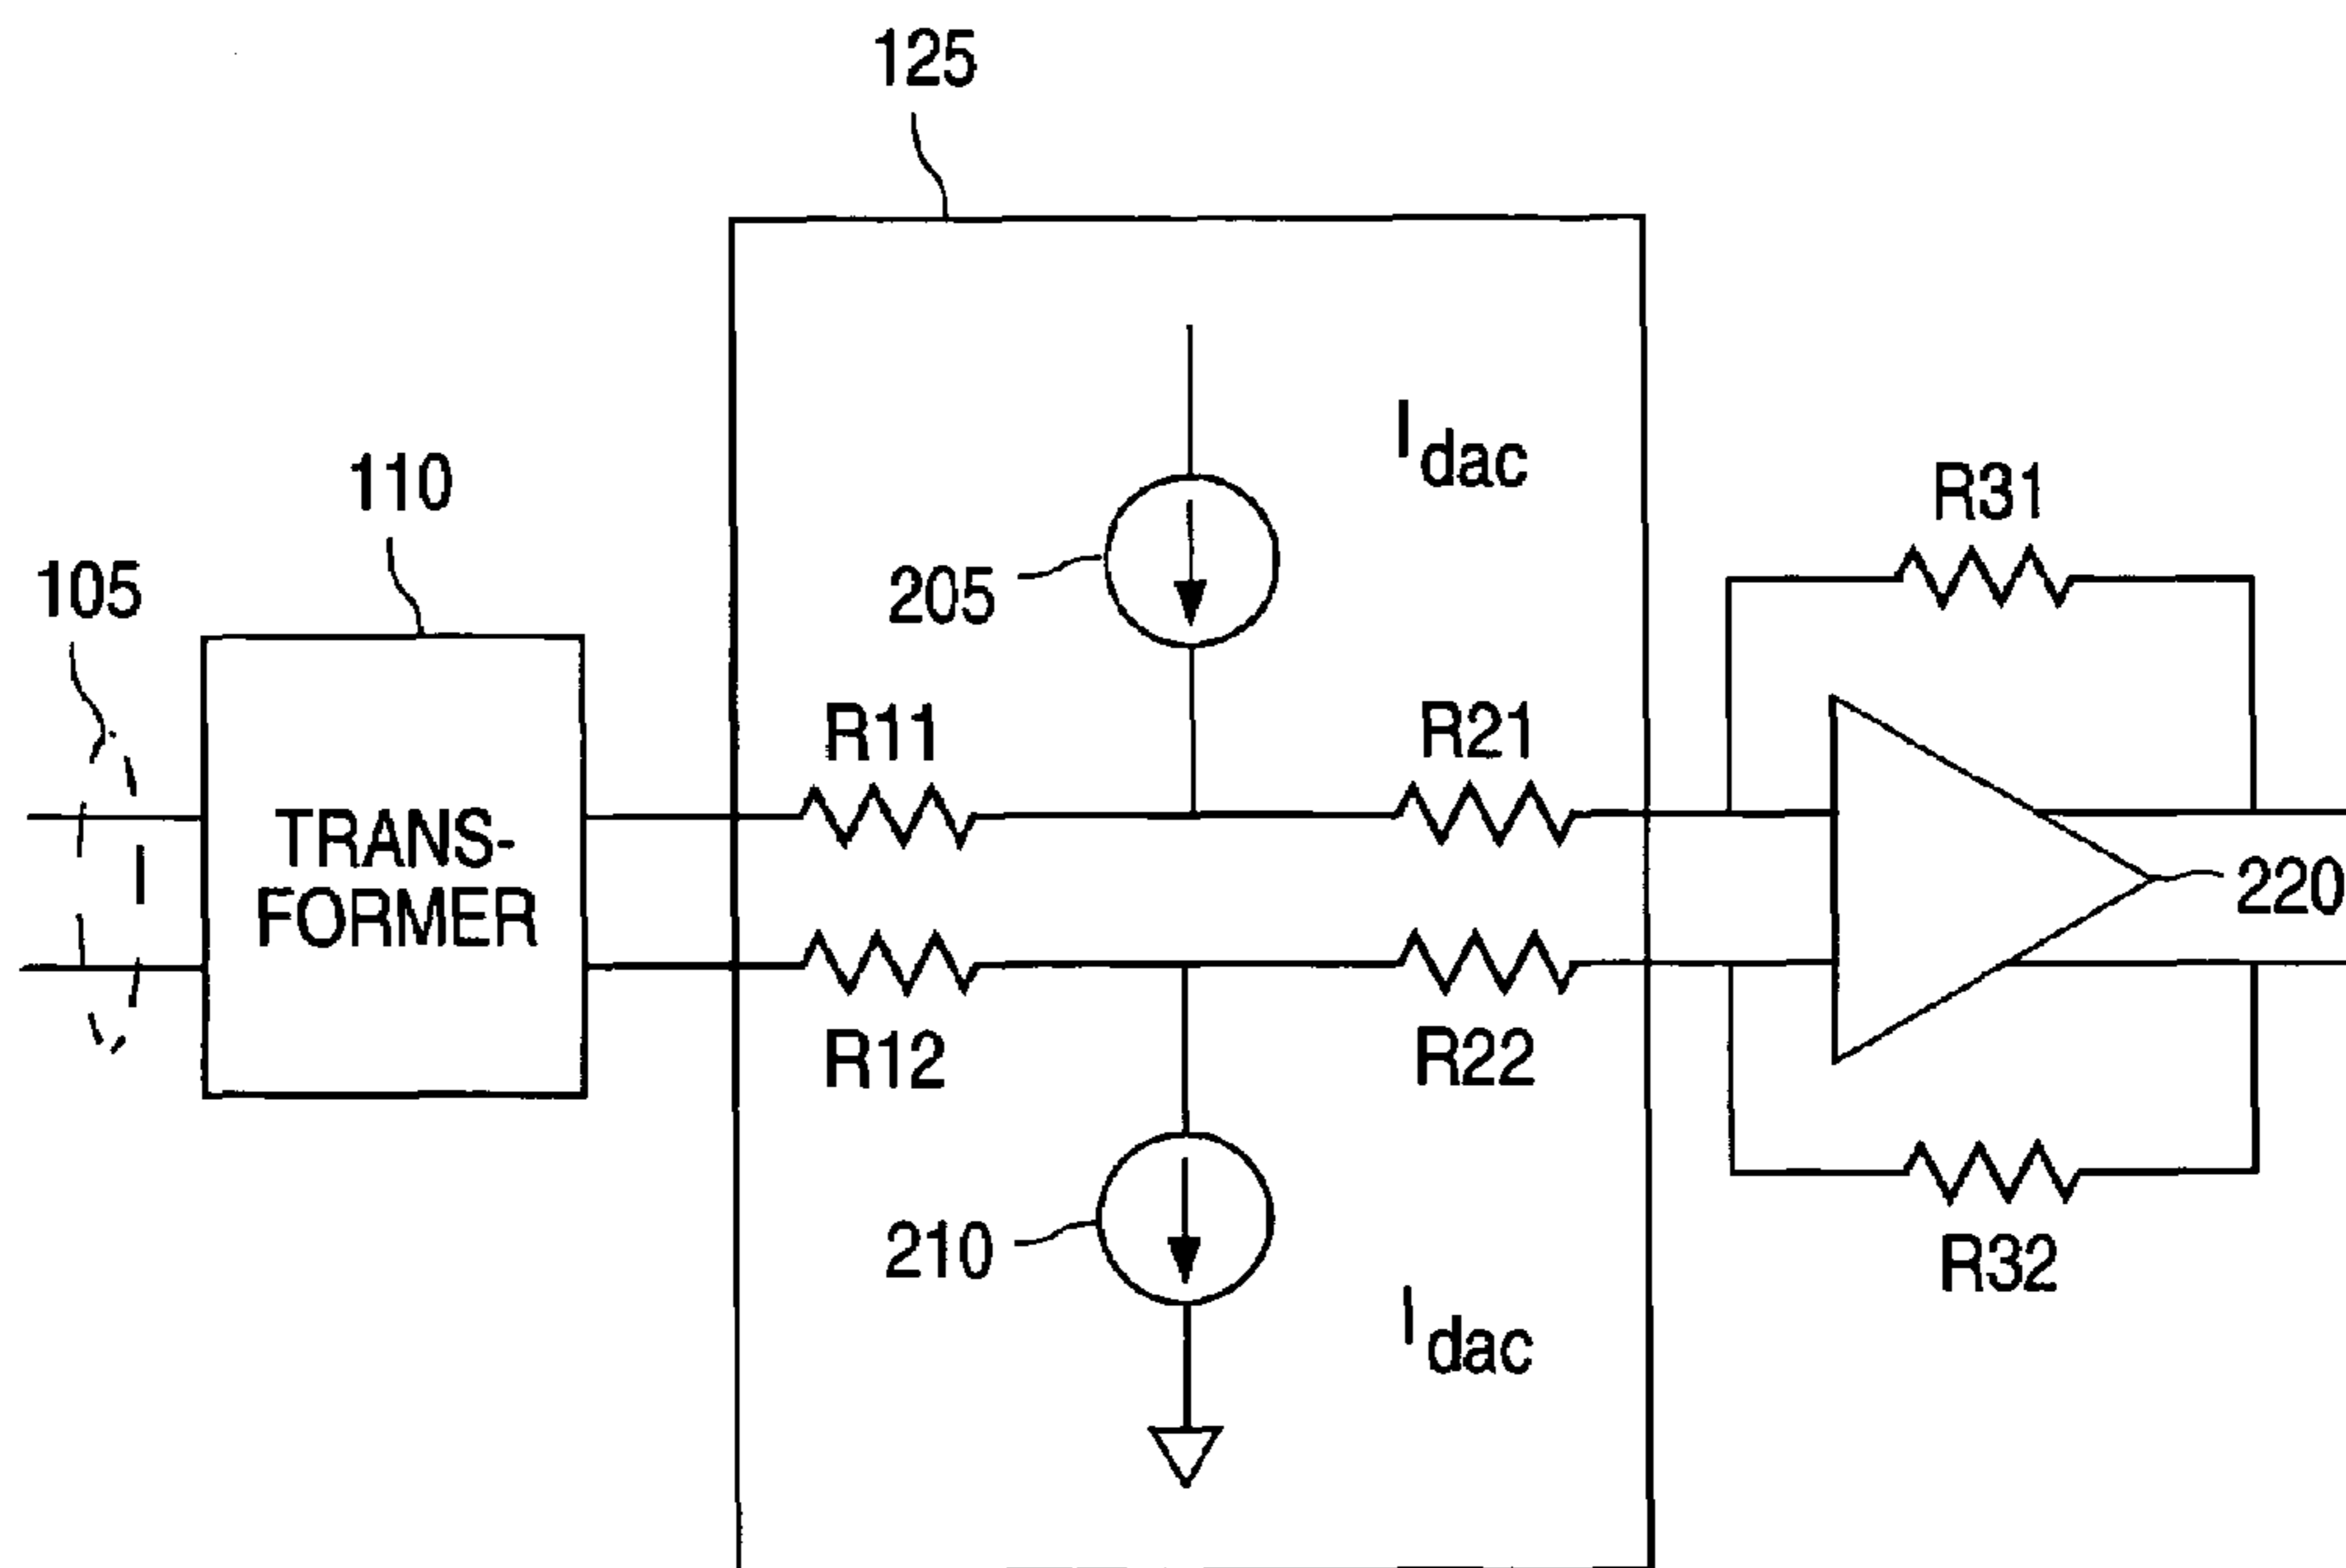 125
I dac
110
R31
105
205
R11
R21
TRANS-
FORMER
220
R12
R22
210
R32
I dac